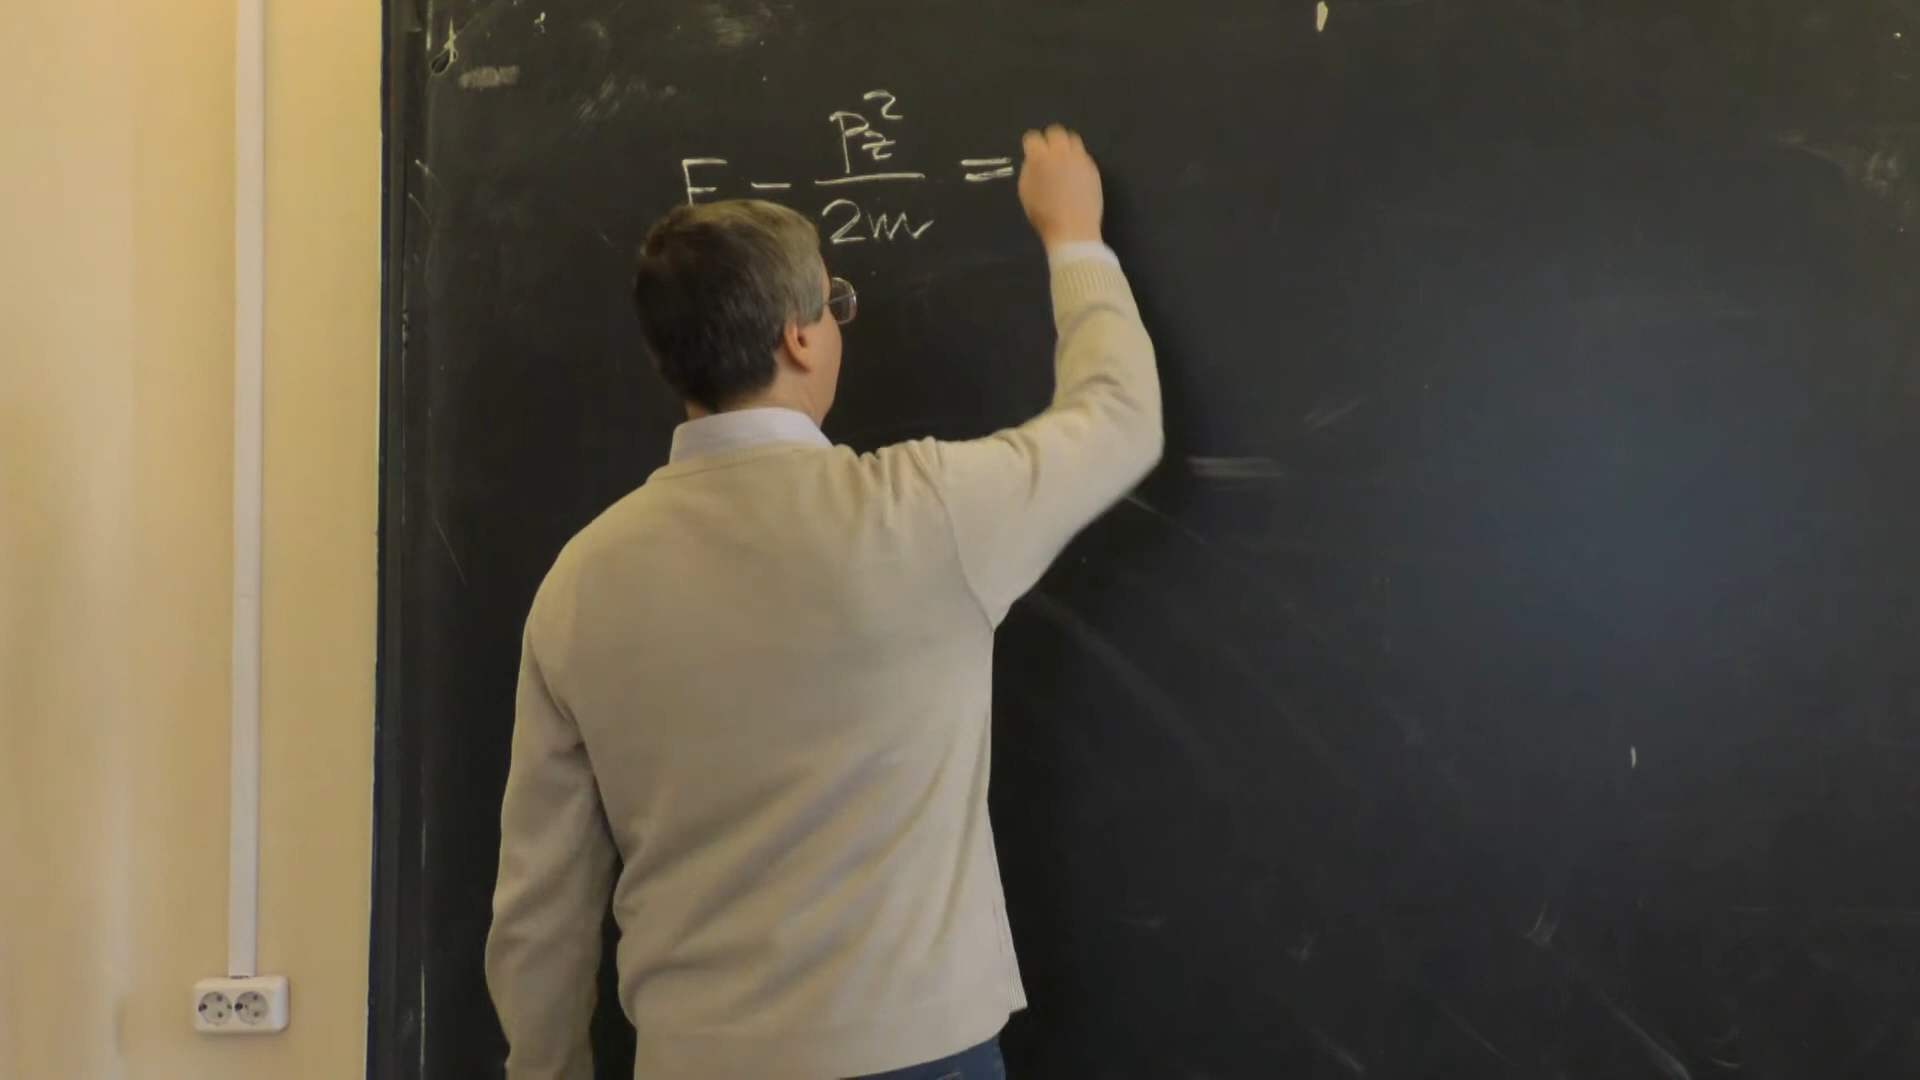 E - p_z^2/2m =